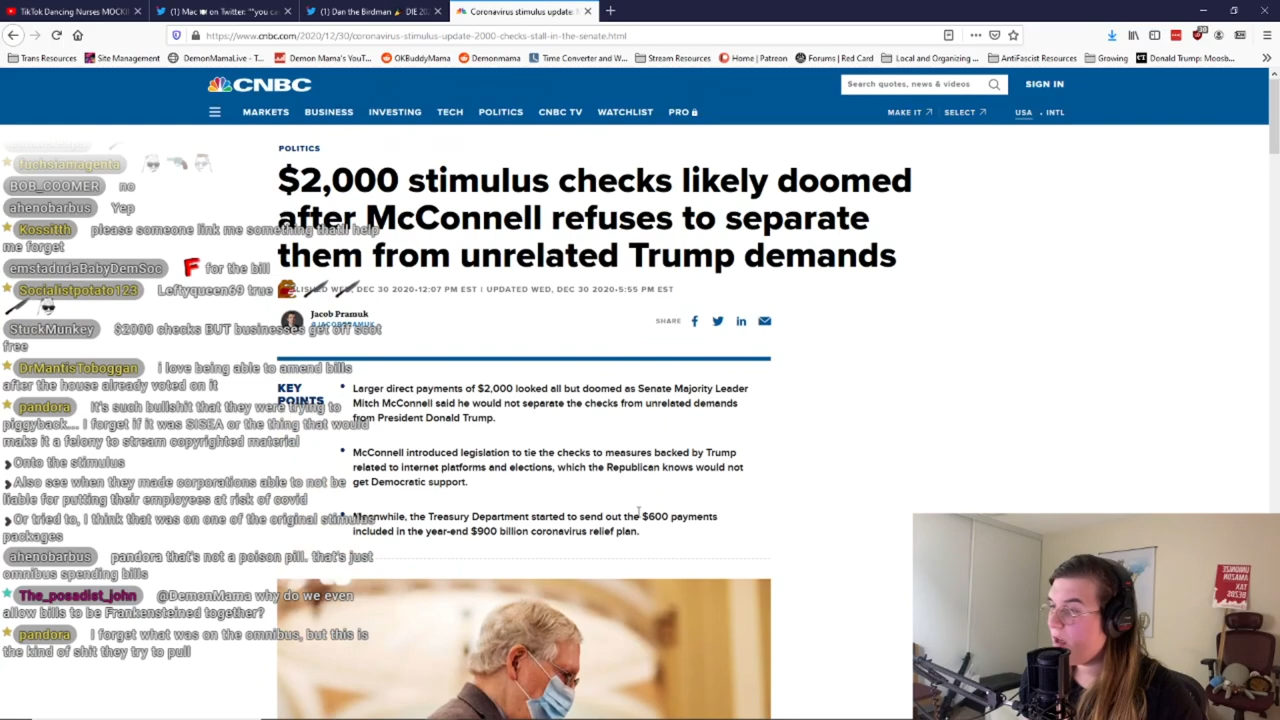 TikTok Dancing Nurses MOCKI
(1) Mac on Twitter: "you ca
(1) Dan the Birdman DIE 202
Coronavirus stimulus update:
https://www.cnbc.com/2020/12/30/coronavirus-stimulus-update-2000-checks-stall-in-the-senate.html
Trans Resources
Site Management
DemonMamaLive - T...
Demon Mama's YouT...
OKBuddyMama
Demonmama
Time Converter and W...
Stream Resources
Home | Patreon
Forums | Red Card
Local and Organizing ...
AntiFascist Resources
Growing
Donald Trump: Moosb...
CNBC
Search quotes, news & videos
SIGN IN
MARKETS BUSINESS INVESTING TECH POLITICS CNBC TV WATCHLIST PRO
MAKE IT SELECT USA INTL
POLITICS
$2,000 stimulus checks likely doomed
after McConnell refuses to separate
them from unrelated Trump demands
WED, DEC 30 2020•12:07 PM EST | UPDATED WED, DEC 30 2020•5:55 PM EST
Jacob Pramuk
@JACOBPRAMUK
SHARE
KEY
POINTS
Larger direct payments of $2,000 looked all but doomed as Senate Majority Leader
Mitch McConnell said he would not separate the checks from unrelated demands
from President Donald Trump.
McConnell introduced legislation to tie the checks to measures backed by Trump
related to internet platforms and elections, which the Republican knows would not
get Democratic support.
Meanwhile, the Treasury Department started to send out the $600 payments
included in the year-end $900 billion coronavirus relief plan.
fuchsiamagenta
BOB_COOMER no
ahenobarbus Yep
Kossitth please someone link me something that'll help
me forget
emstadudaBabyDemSoc F for the bill
Socialistpotato123 Leftyqueen69 true
StuckMunkey $2000 checks BUT businesses get off scot
free
DrMantisToboggan i love being able to amend bills
after the house already voted on it
pandora It's such bullshit that they were trying to
piggyback... I forget if it was SISEA or the thing that would
make it a felony to stream copyrighted material
Onto the stimulus
Also see when they made corporations able to not be
liable for putting their employees at risk of covid
Or tried to, I think that was on one of the original stimulus
packages
ahenobarbus pandora that's not a poison pill. that's just
omnibus spending bills
The_posadist_john @DemonMama why do we even
allow bills to be Frankensteined together?
pandora I forget what was on the omnibus, but this is
the kind of shit they try to pull
UNIONIZE
AMAZON
TAX
BEZOS